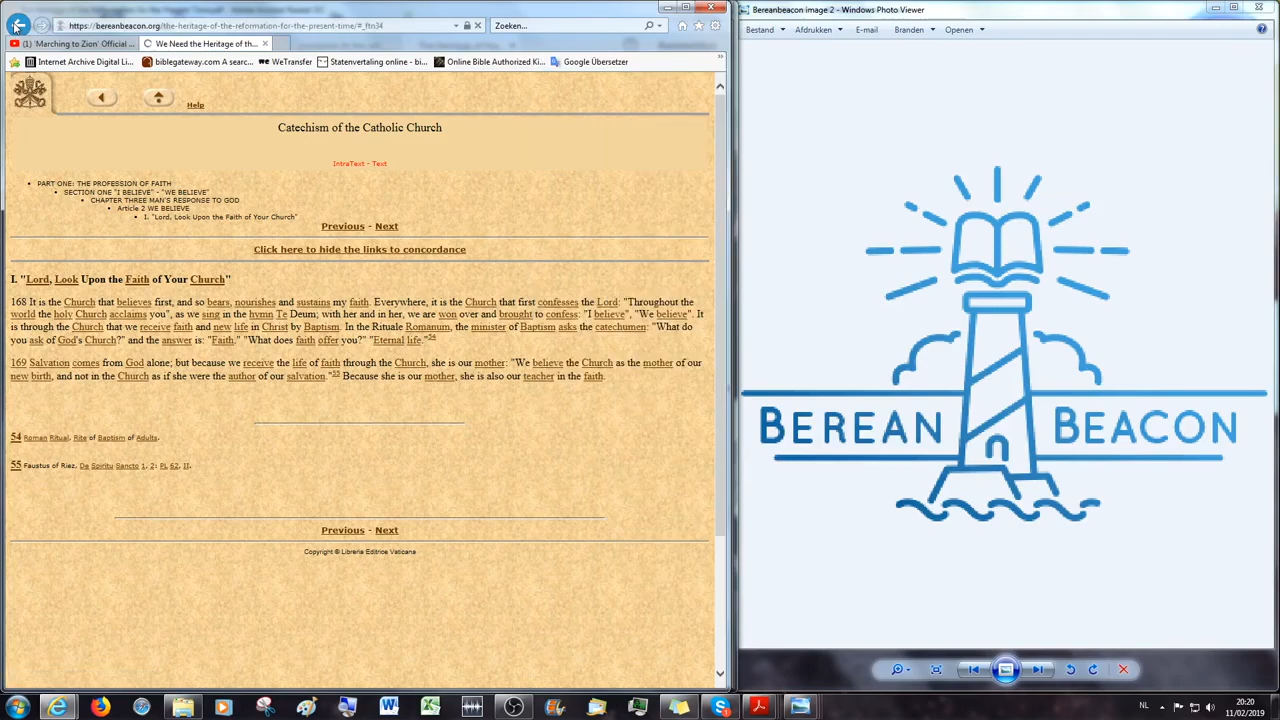 https://bereanbeacon.org/the-heritage-of-the-reformation-for-the-present-time/#_ftn34
Zoeken...
(1) 'Marching to Zion' Official ...
We Need the Heritage of th...
Internet Archive Digital Li...
biblegateway.com A searc...
WeTransfer
Statenvertaling online - bi...
Online Bible Authorized Ki...
Google Übersetzer
Help
Catechism of the Catholic Church
IntraText - Text
PART ONE: THE PROFESSION OF FAITH
SECTION ONE "I BELIEVE" - "WE BELIEVE"
CHAPTER THREE MAN'S RESPONSE TO GOD
Article 2 WE BELIEVE
I. "Lord, Look Upon the Faith of Your Church"
Previous - Next
Click here to hide the links to concordance
I. "Lord, Look Upon the Faith of Your Church"
168 It is the Church that believes first, and so bears, nourishes and sustains my faith. Everywhere, it is the Church that first confesses the Lord: "Throughout the
world the holy Church acclaims you", as we sing in the hymn Te Deum; with her and in her, we are won over and brought to confess: "I believe", "We believe". It
is through the Church that we receive faith and new life in Christ by Baptism. In the Rituale Romanum, the minister of Baptism asks the catechumen: "What do
you ask of God's Church?" and the answer is: "Faith." "What does faith offer you?" "Eternal life."54
169 Salvation comes from God alone; but because we receive the life of faith through the Church, she is our mother: "We believe the Church as the mother of our
new birth, and not in the Church as if she were the author of our salvation."55 Because she is our mother, she is also our teacher in the faith.
54 Roman Ritual, Rite of Baptism of Adults.
55 Faustus of Riez, De Spiritu Sancto 1, 2: PL 62, II.
Previous - Next
Copyright © Libreria Editrice Vaticana
Bereanbeacon image 2 - Windows Photo Viewer
Bestand
Afdrukken
E-mail
Branden
Openen
BEREAN BEACON
NL
20:20
11/02/2019